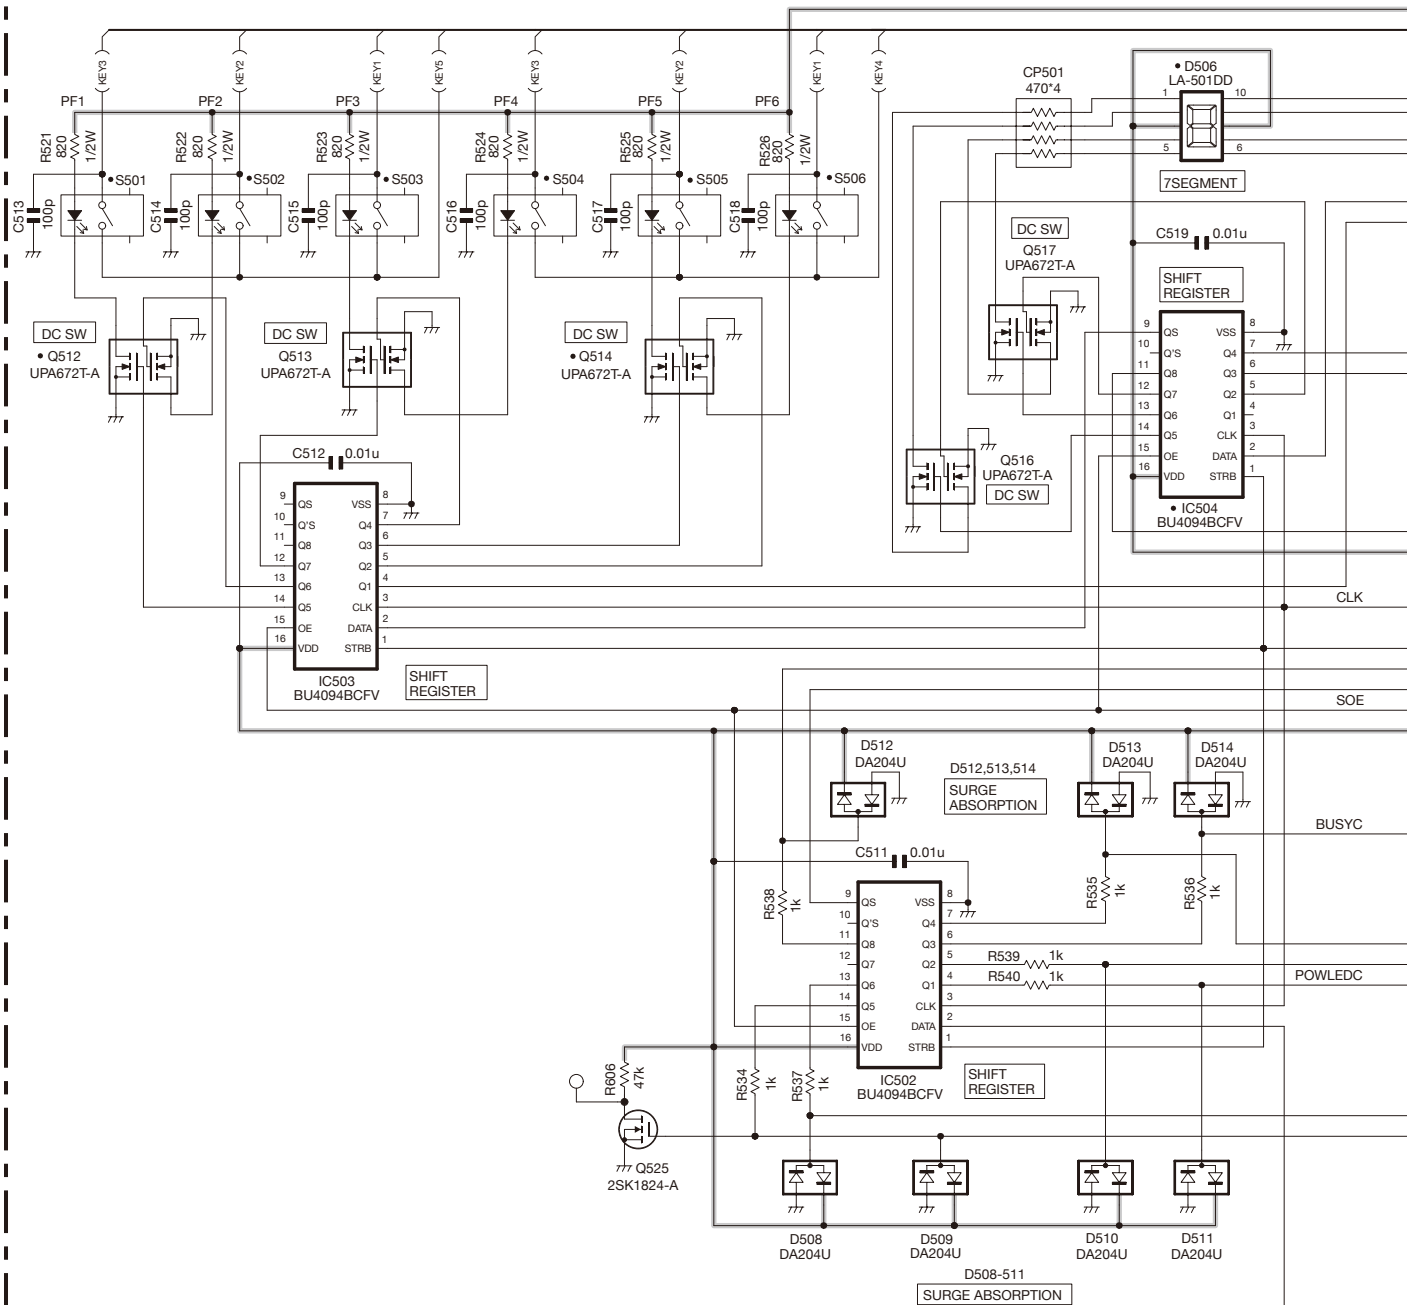 KEY3
KEY2
KEY1
KEY5
KEY3
KEY2
KEY1
KEY4
PF1
PF2
PF3
PF4
PF5
PF6
R521 820 1/2W
R522 820 1/2W
R523 820 1/2W
R524 820 1/2W
R525 820 1/2W
R526 820 1/2W
•S501
•S502
•S503
•S504
•S505
•S506
C513 100p
C514 100p
C515 100p
C516 100p
C517 100p
C518 100p
CP501
470*4
• D506
LA-501DD
1
10
5
6
7SEGMENT
DC SW
• Q512
UPA672T-A
DC SW
Q513
UPA672T-A
DC SW
• Q514
UPA672T-A
DC SW
Q517
UPA672T-A
Q516
UPA672T-A
DC SW
C519
0.01u
SHIFT
REGISTER
9 QS VSS 8
10 Q'S Q4 7
11 Q8 Q3 6
12 Q7 Q2 5
13 Q6 Q1 4
14 Q5 CLK 3
15 OE DATA 2
16 VDD STRB 1
• IC504
BU4094BCFV
C512
0.01u
9 QS VSS 8
10 Q'S Q4 7
11 Q8 Q3 6
12 Q7 Q2 5
13 Q6 Q1 4
14 Q5 CLK 3
15 OE DATA 2
16 VDD STRB 1
IC503
BU4094BCFV
SHIFT
REGISTER
CLK
SOE
D512
DA204U
D512,513,514
SURGE
ABSORPTION
D513
DA204U
D514
DA204U
BUSYC
C511
0.01u
R538 1k
R535 1k
R536 1k
9 QS VSS 8
10 Q'S Q4 7
11 Q8 Q3 6
12 Q7 Q2 5
13 Q6 Q1 4
14 Q5 CLK 3
15 OE DATA 2
16 VDD STRB 1
R539 1k
R540 1k
POWLEDC
IC502
BU4094BCFV
SHIFT
REGISTER
R606 47k
R534 1k
R537 1k
Q525
2SK1824-A
D508
DA204U
D509
DA204U
D510
DA204U
D511
DA204U
D508-511
SURGE ABSORPTION